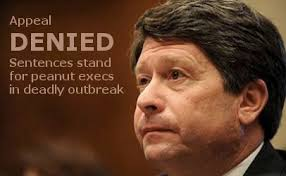 Appeal
DENIED
Sentences stand
for peanut execs
in deadly outbreak